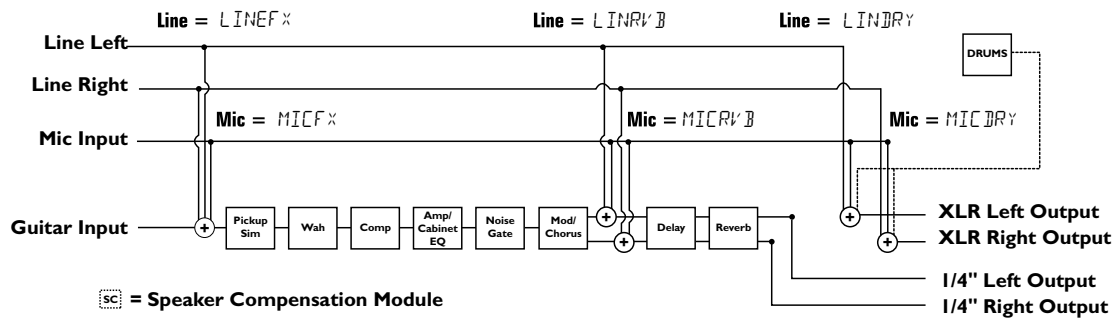 Line = LINEFX Line = LINRVB Line = LINDRY
Line Left
DRUMS
Line Right
Mic = MICFX Mic = MICRVB Mic = MICDRY
Mic Input
Guitar Input
+
Pickup
Sim
Wah
Comp
Amp/
Cabinet
EQ
Noise
Gate
Mod/
Chorus
+
+
Delay
Reverb
+
+
XLR Left Output
XLR Right Output
1/4" Left Output
1/4" Right Output
SC = Speaker Compensation Module